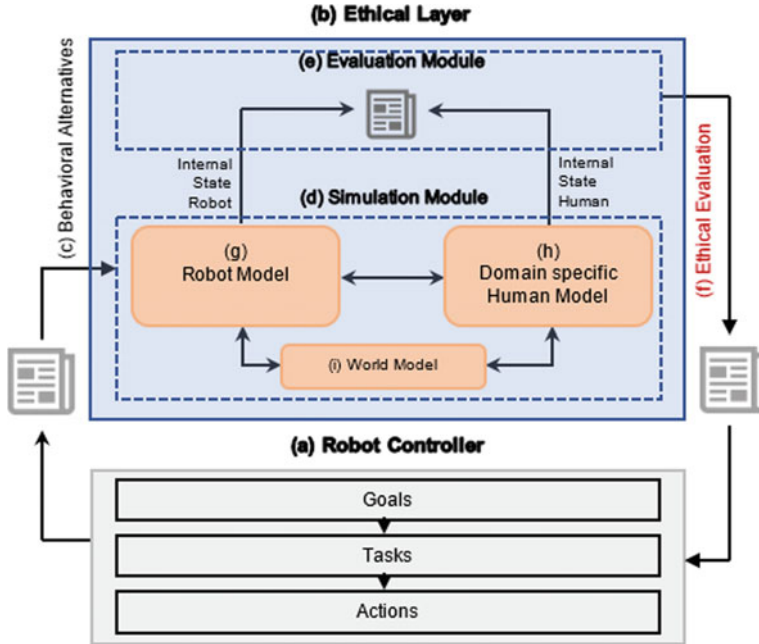 (b) Ethical Layer
(e) Evaluation Module
Internal
State
Robot
Internal
State
Human
(d) Simulation Module
(c) Behavioral Alternatives
(g)
Robot Model
(h)
Domain specific
Human Model
(i) World Model
(f) Ethical Evaluation
(a) Robot Controller
Goals
Tasks
Actions